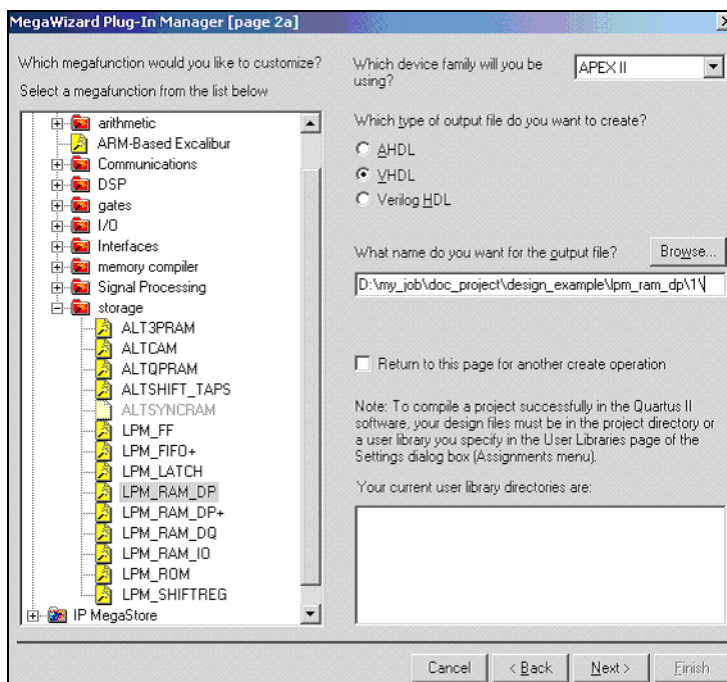 MegaWizard Plug-In Manager [page 2a]
Which megafunction would you like to customize?
Select a megafunction from the list below
arithmetic
ARM-Based Excalibur
Communications
DSP
gates
I/O
Interfaces
memory compiler
Signal Processing
storage
ALT3PRAM
ALTCAM
ALTQPRAM
ALTSHIFT_TAPS
ALTSYNCRAM
LPM_FF
LPM_FIFO+
LPM_LATCH
LPM_RAM_DP
LPM_RAM_DP+
LPM_RAM_DQ
LPM_RAM_IO
LPM_ROM
LPM_SHIFTREG
IP MegaStore
Which device family will you be
using?
APEX II
Which type of output file do you want to create?
AHDL
VHDL
Verilog HDL
What name do you want for the output file?
Browse...
D:\my_job\doc_project\design_example\lpm_ram_dp\1\
Return to this page for another create operation
Note: To compile a project successfully in the Quartus II
software, your design files must be in the project directory or
a user library you specify in the User Libraries page of the
Settings dialog box (Assignments menu).
Your current user library directories are:
Cancel
< Back
Next >
Finish